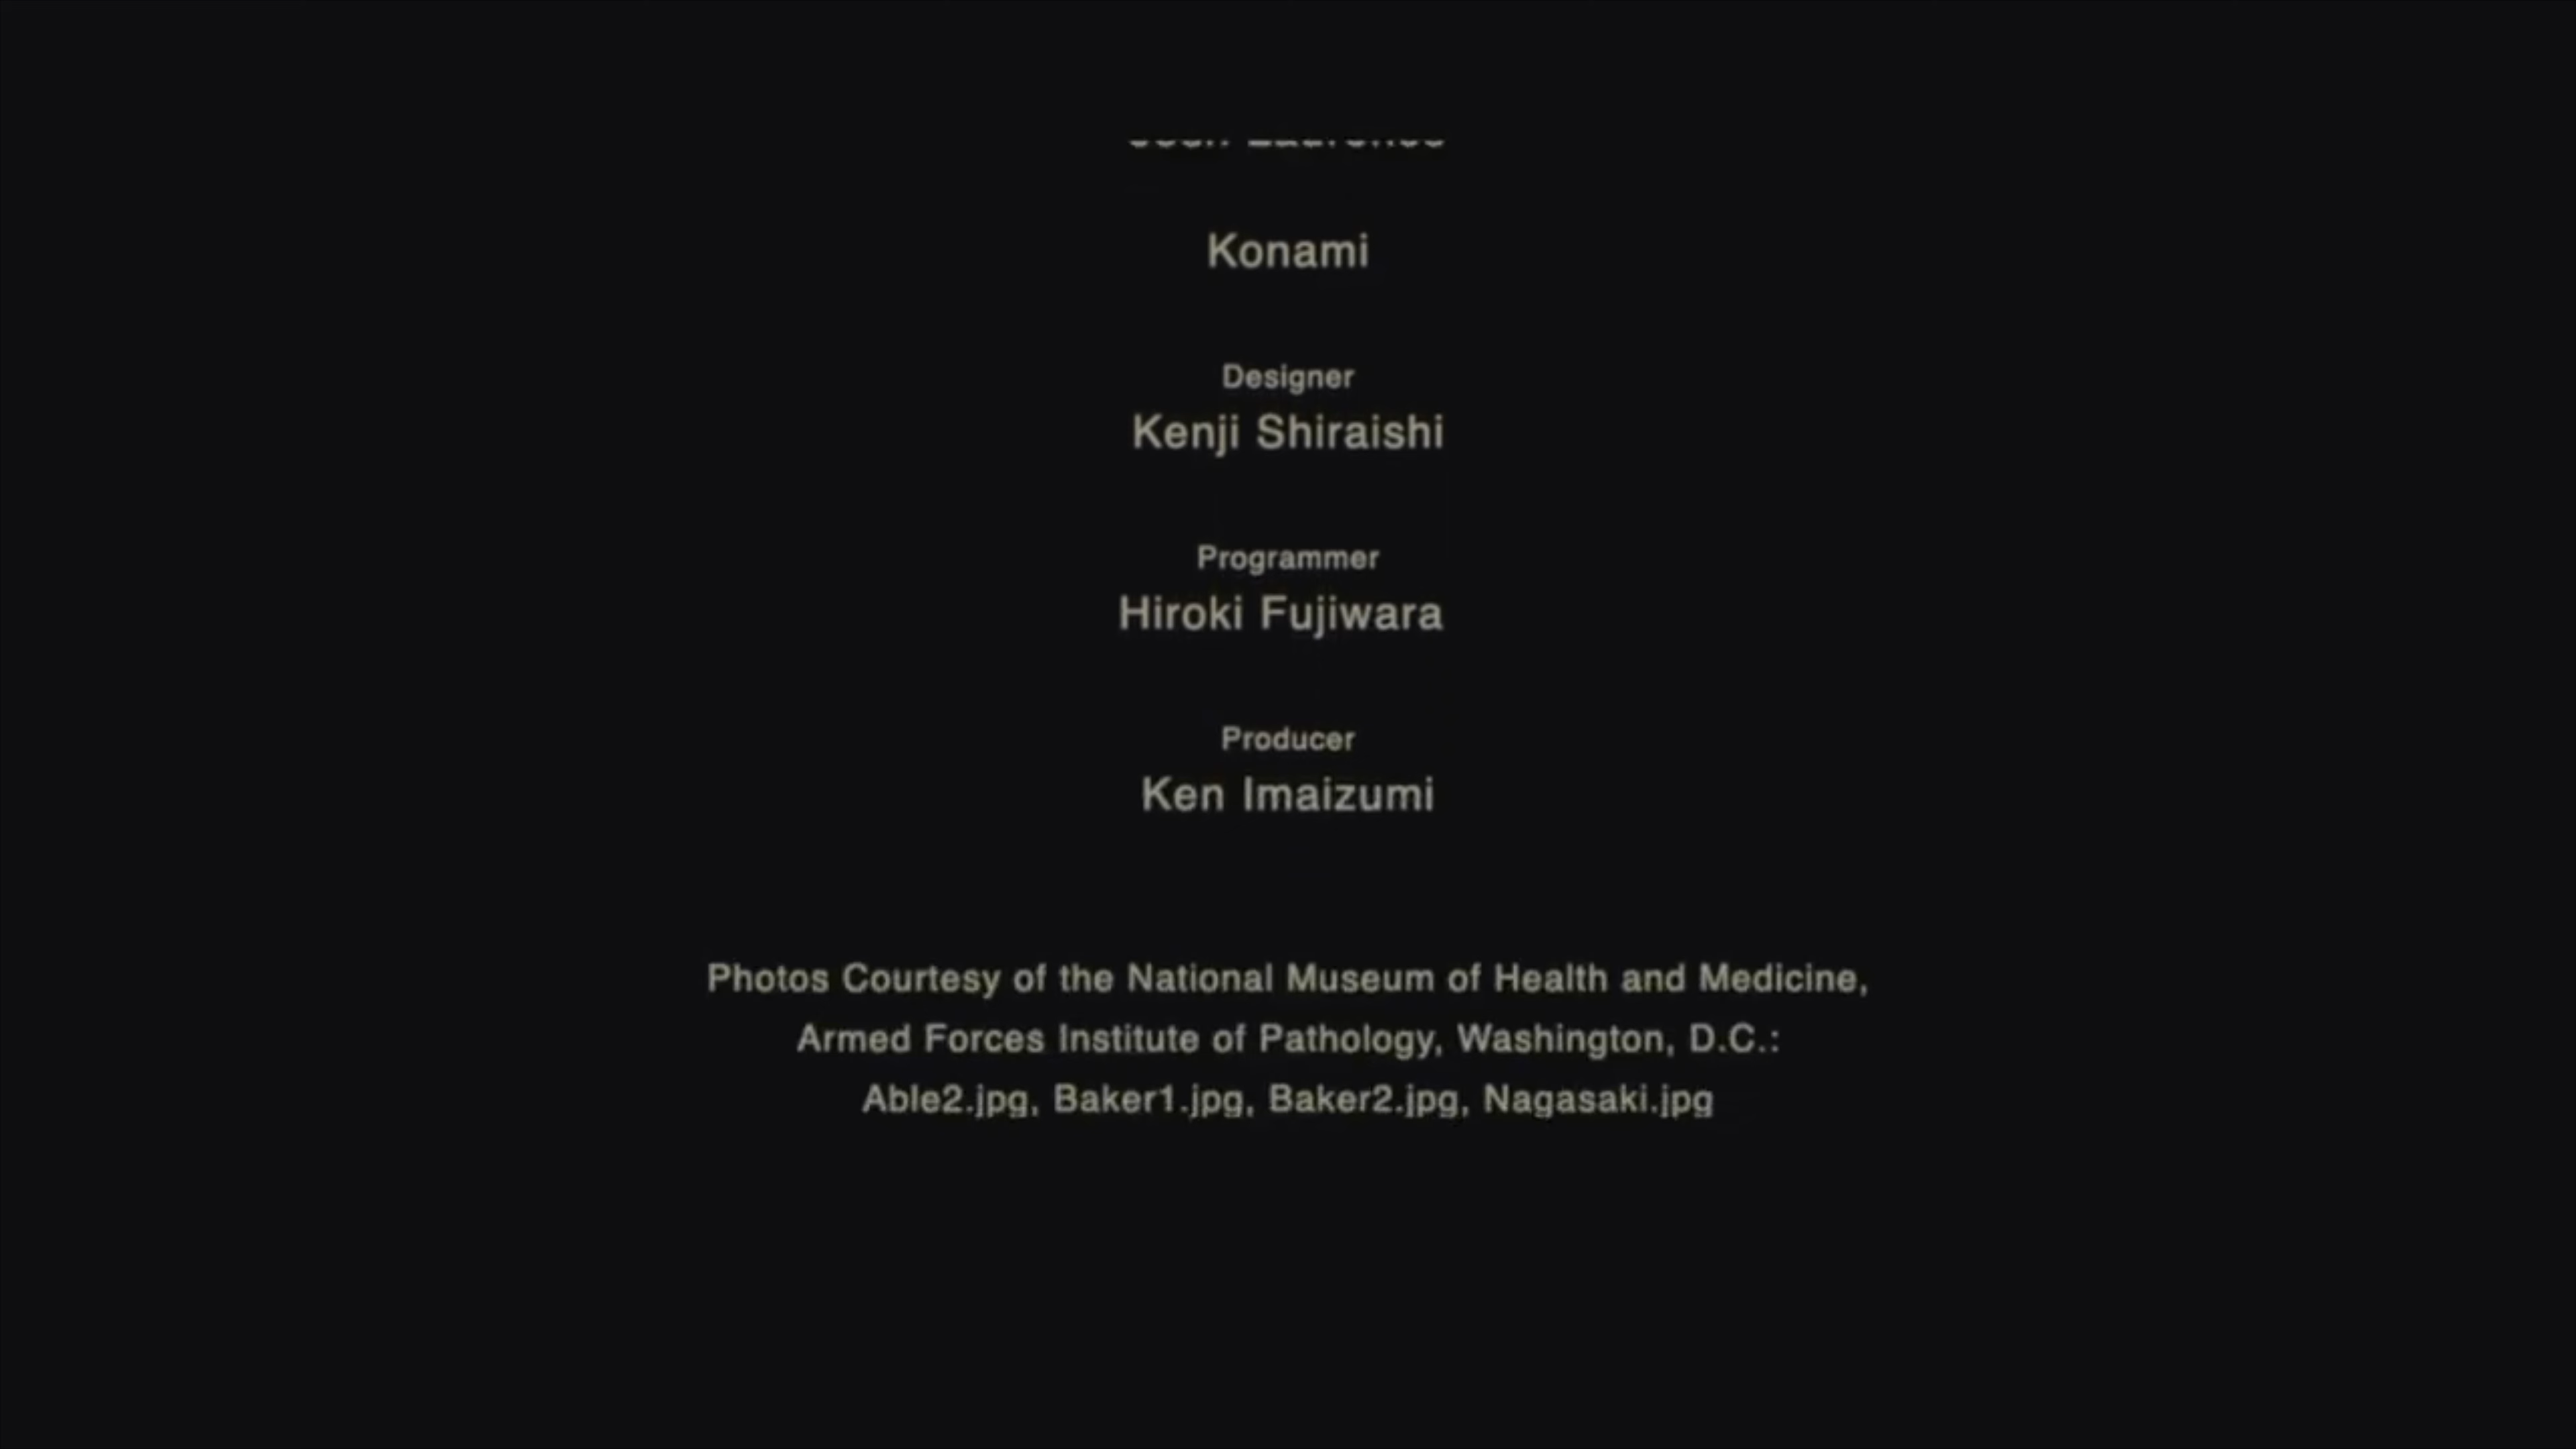 Konami
Designer
Kenji Shiraishi
Programmer
Hiroki Fujiwara
Producer
Ken Imaizumi
Photos Courtesy of the National Museum of Health and Medicine,
Armed Forces Institute of Pathology, Washington, D.C.:
Able2.jpg, Baker1.jpg, Baker2.jpg, Nagasaki.jpg